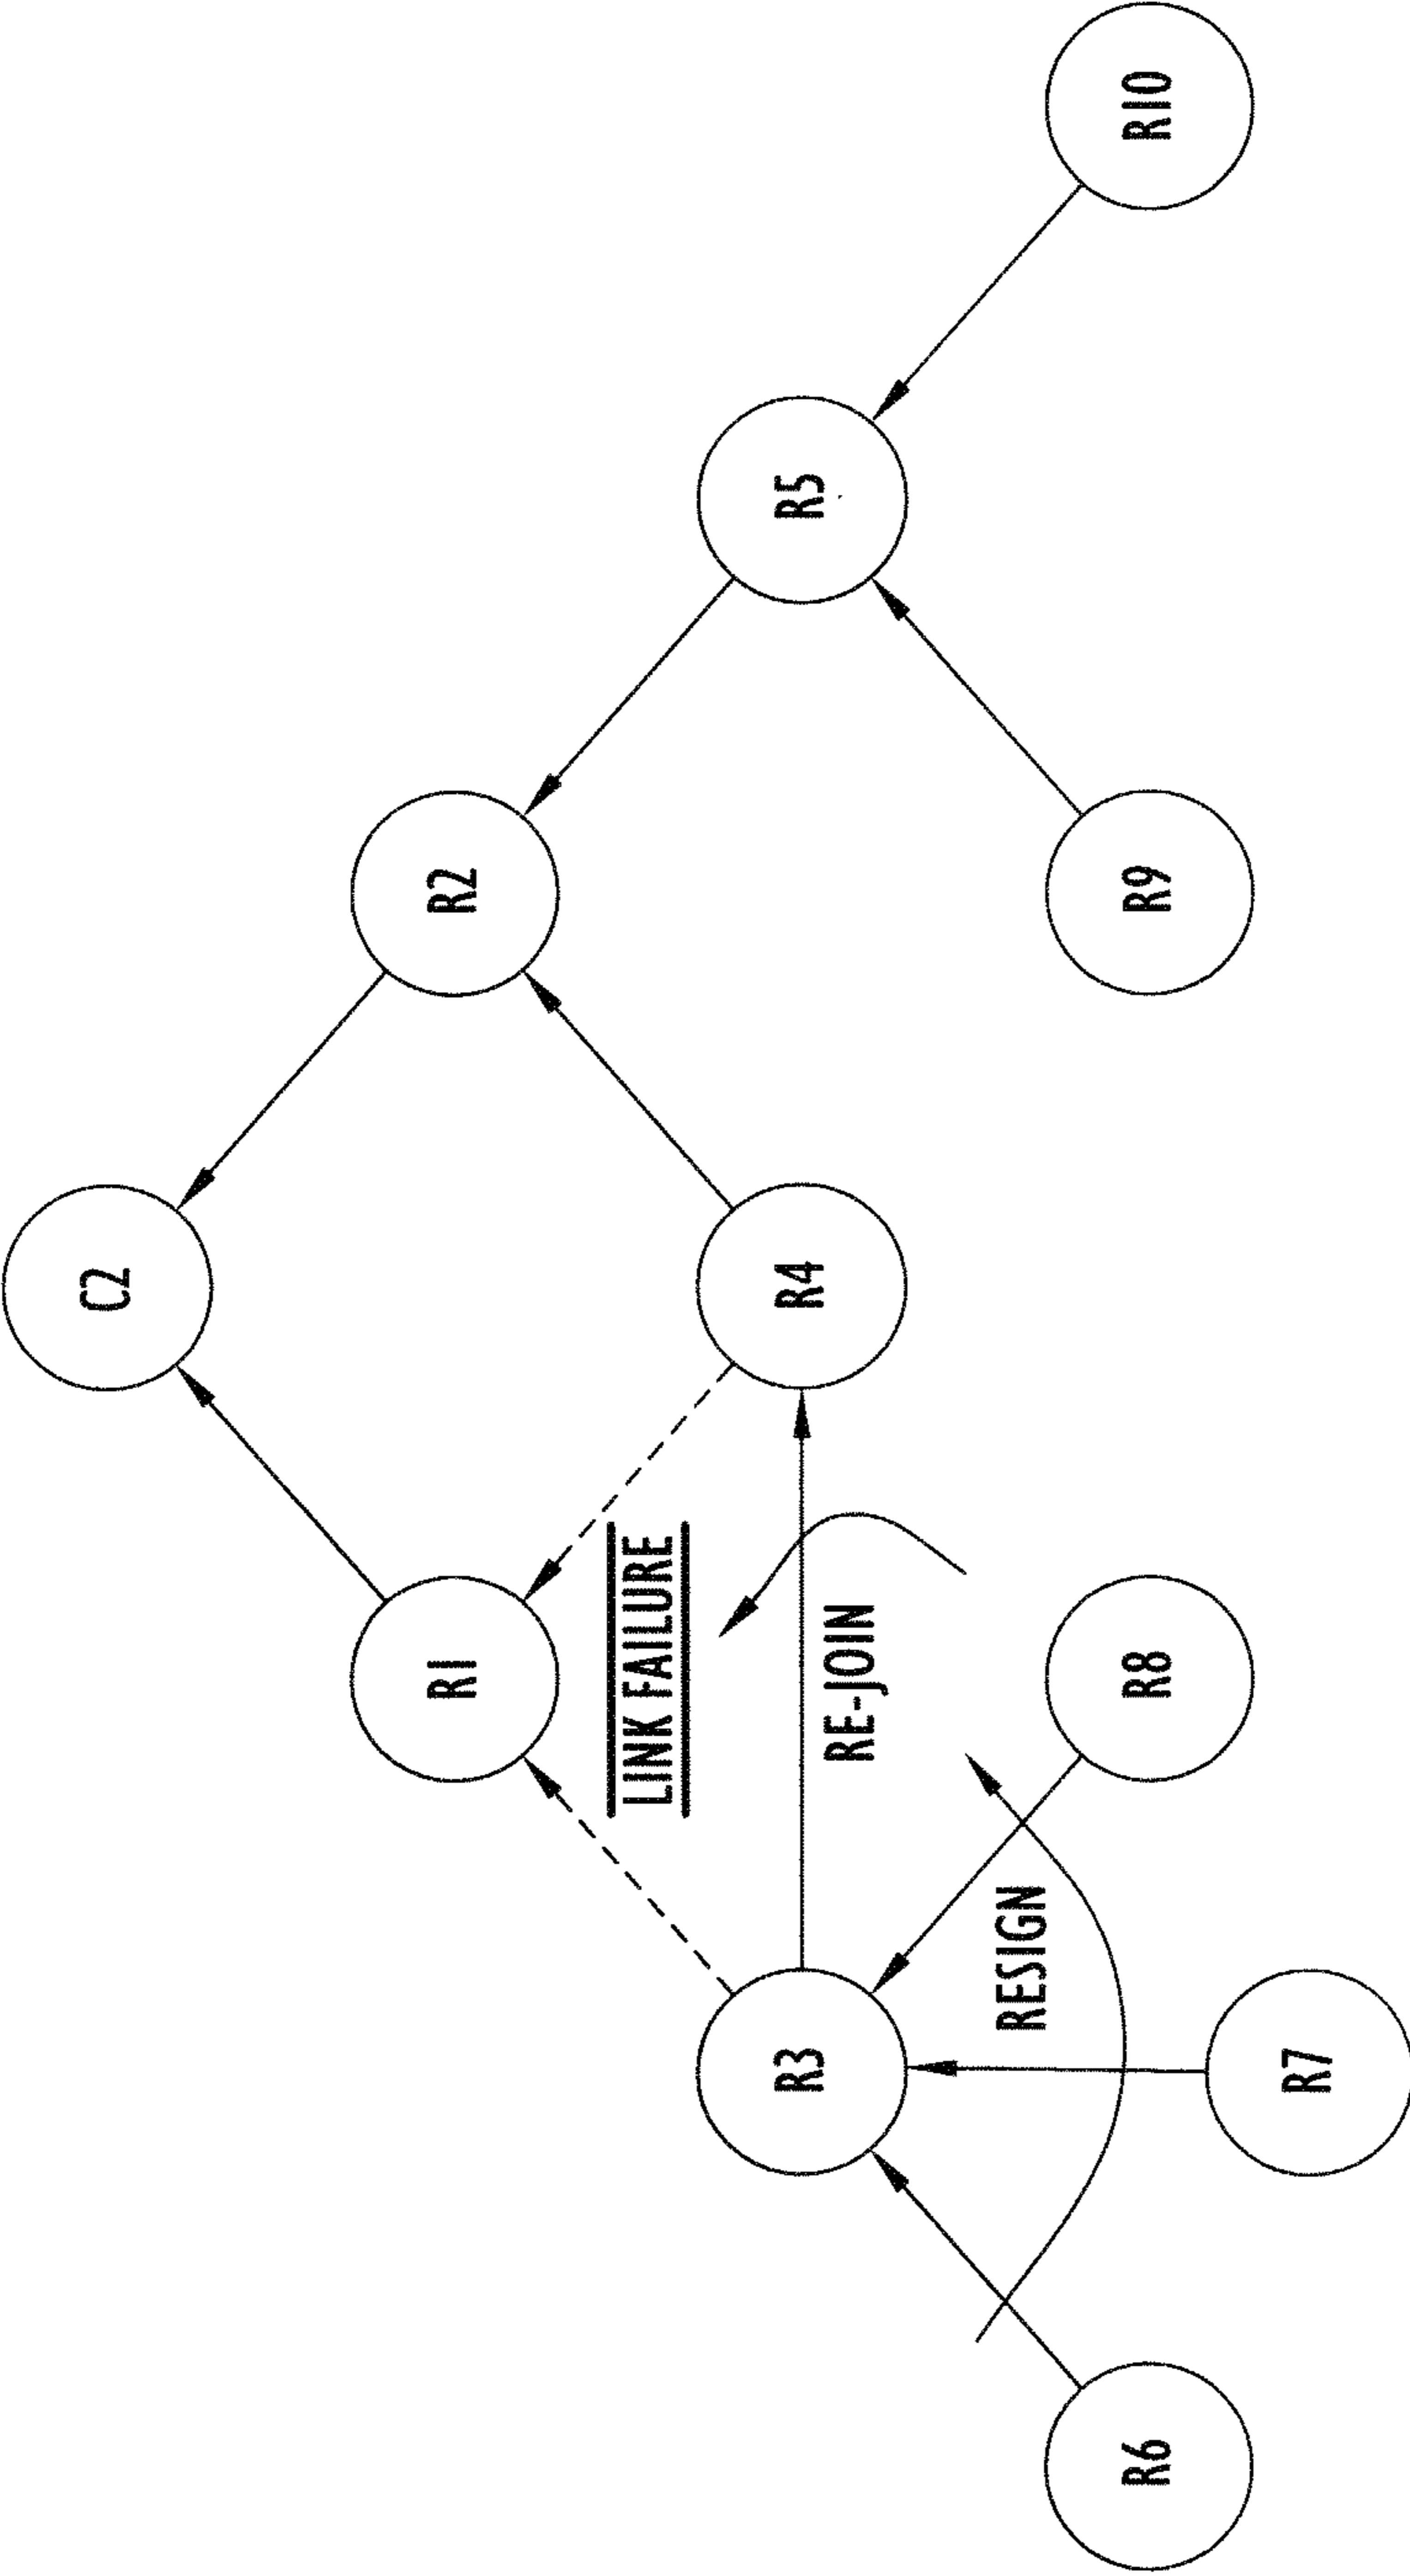 C2
R1
R2
LINK FAILURE
R3
R4
R5
RE-JOIN
RESIGN
R6
R8
R9
R10
R7